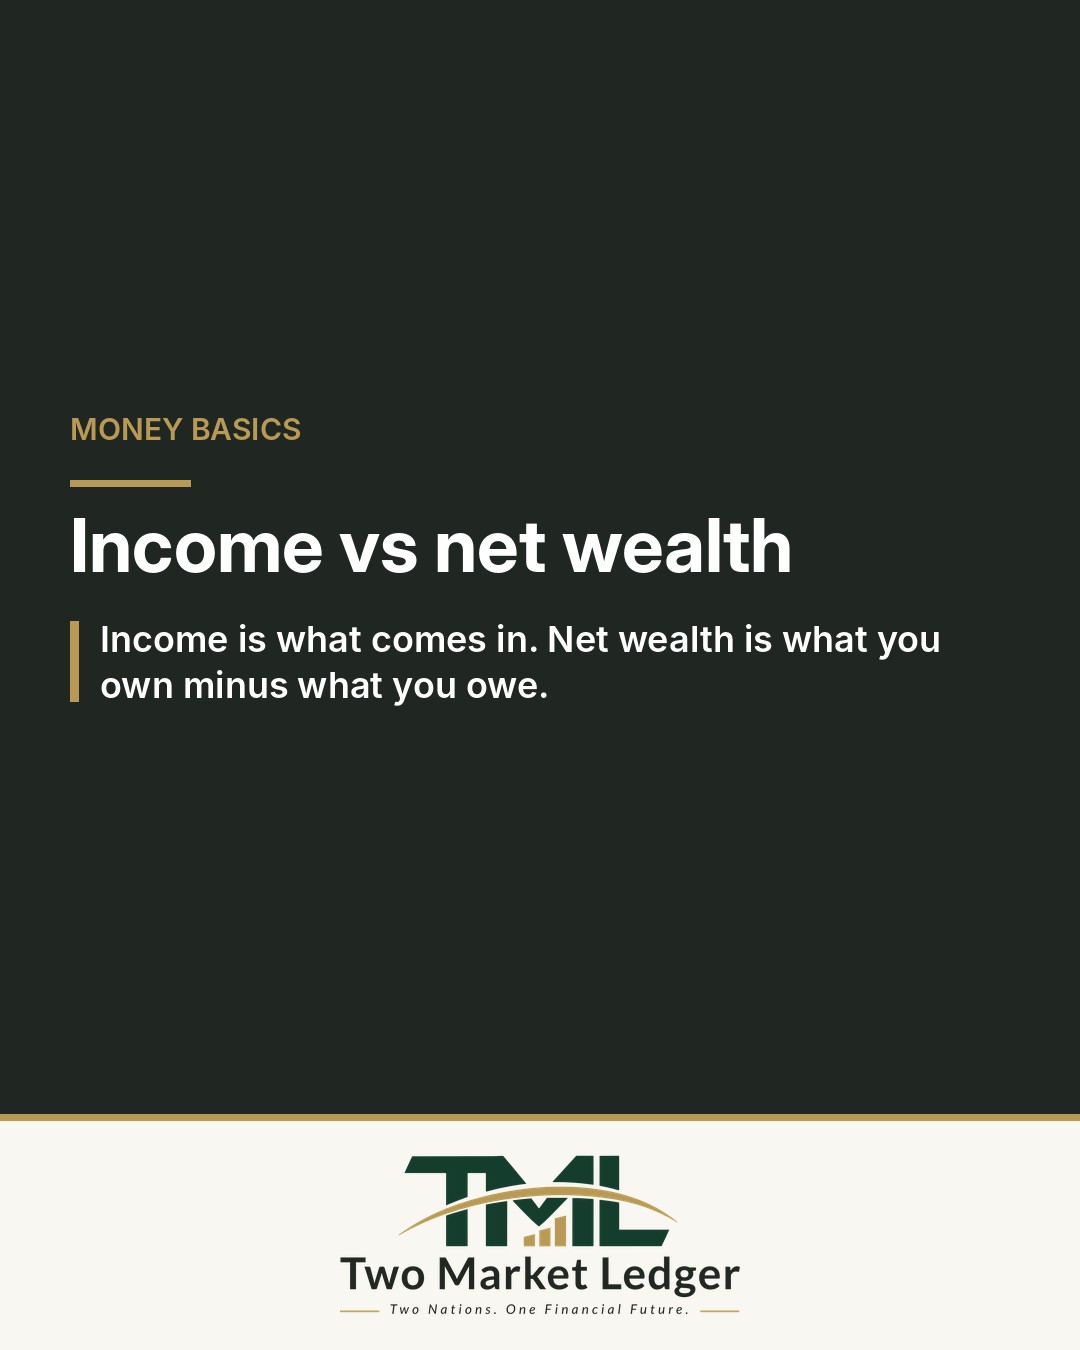 MONEY BASICS
Income vs net wealth
Income is what comes in. Net wealth is what you
own minus what you owe.
TML
Two Market Ledger
Two Nations. One Financial Future.